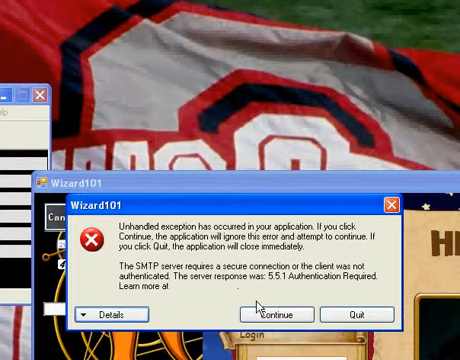 elp
Wizard101
Wizard101
Can
Unhandled exception has occurred in your application. If you click
Continue, the application will ignore this error and attempt to continue. If
you click Quit, the application will close immediately.
The SMTP server requires a secure connection or the client was not
authenticated. The server response was: 5.5.1 Authentication Required.
Learn more at
Details
Continue
Quit
Login